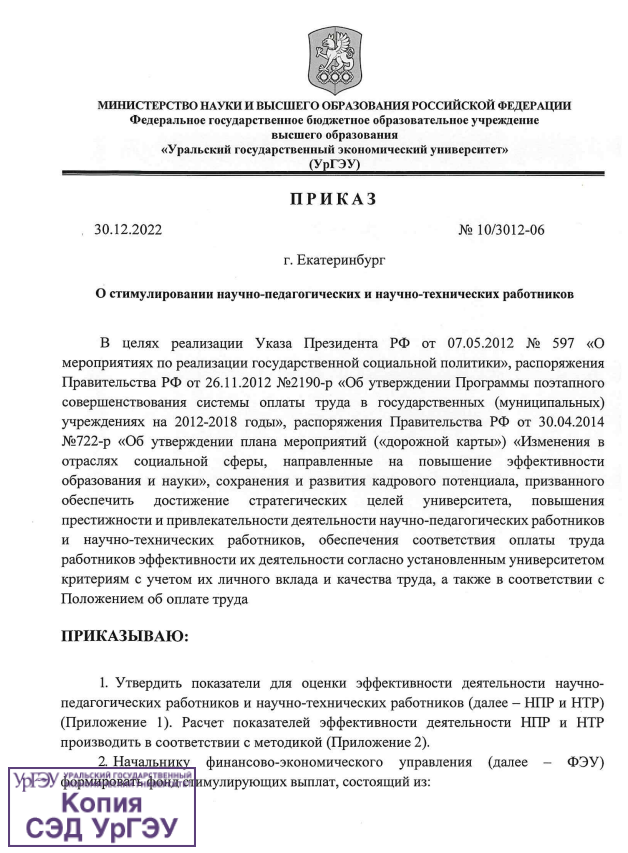 МИНИСТЕРСТВО НАУКИ И ВЫСШЕГО ОБРАЗОВАНИЯ РОССИЙСКОЙ ФЕДЕРАЦИИ
Федеральное государственное бюджетное образовательное учреждение
высшего образования
«Уральский государственный экономический университет»
(УрГЭУ)
ПРИКАЗ
30.12.2022 № 10/3012-06
г. Екатеринбург
О стимулировании научно-педагогических и научно-технических работников
В целях реализации Указа Президента РФ от 07.05.2012 № 597 «О
мероприятиях по реализации государственной социальной политики», распоряжения
Правительства РФ от 26.11.2012 №2190-р «Об утверждении Программы поэтапного
совершенствования системы оплаты труда в государственных (муниципальных)
учреждениях на 2012-2018 годы», распоряжения Правительства РФ от 30.04.2014
№722-р «Об утверждении плана мероприятий («дорожной карты») «Изменения в
отраслях социальной сферы, направленные на повышение эффективности
образования и науки», сохранения и развития кадрового потенциала, призванного
обеспечить достижение стратегических целей университета, повышения
престижности и привлекательности деятельности научно-педагогических работников
и научно-технических работников, обеспечения соответствия оплаты труда
работников эффективности их деятельности согласно установленным университетом
критериям с учетом их личного вклада и качества труда, а также в соответствии с
Положением об оплате труда
ПРИКАЗЫВАЮ:
1. Утвердить показатели для оценки эффективности деятельности научно-
педагогических работников и научно-технических работников (далее – НПР и НТР)
(Приложение 1). Расчет показателей эффективности деятельности НПР и НТР
производить в соответствии с методикой (Приложение 2).
2. Начальнику финансово-экономического управления (далее – ФЭУ)
формировать фонд стимулирующих выплат, состоящий из:
УрГЭУ УРАЛЬСКИЙ ГОСУДАРСТВЕННЫЙ
ЭКОНОМИЧЕСКИЙ УНИВЕРСИТЕТ
Копия
СЭД УрГЭУ